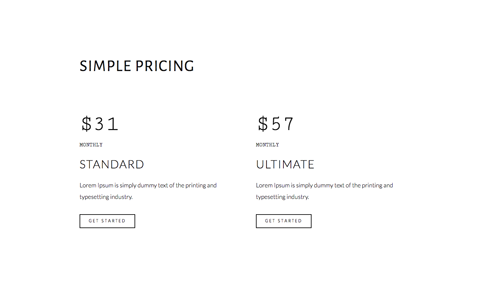 SIMPLE PRICING
$31
MONTHLY
STANDARD
Lorem Ipsum is simply dummy text of the printing and
typesetting industry.
GET STARTED
$57
MONTHLY
ULTIMATE
Lorem Ipsum is simply dummy text of the printing and
typesetting industry.
GET STARTED